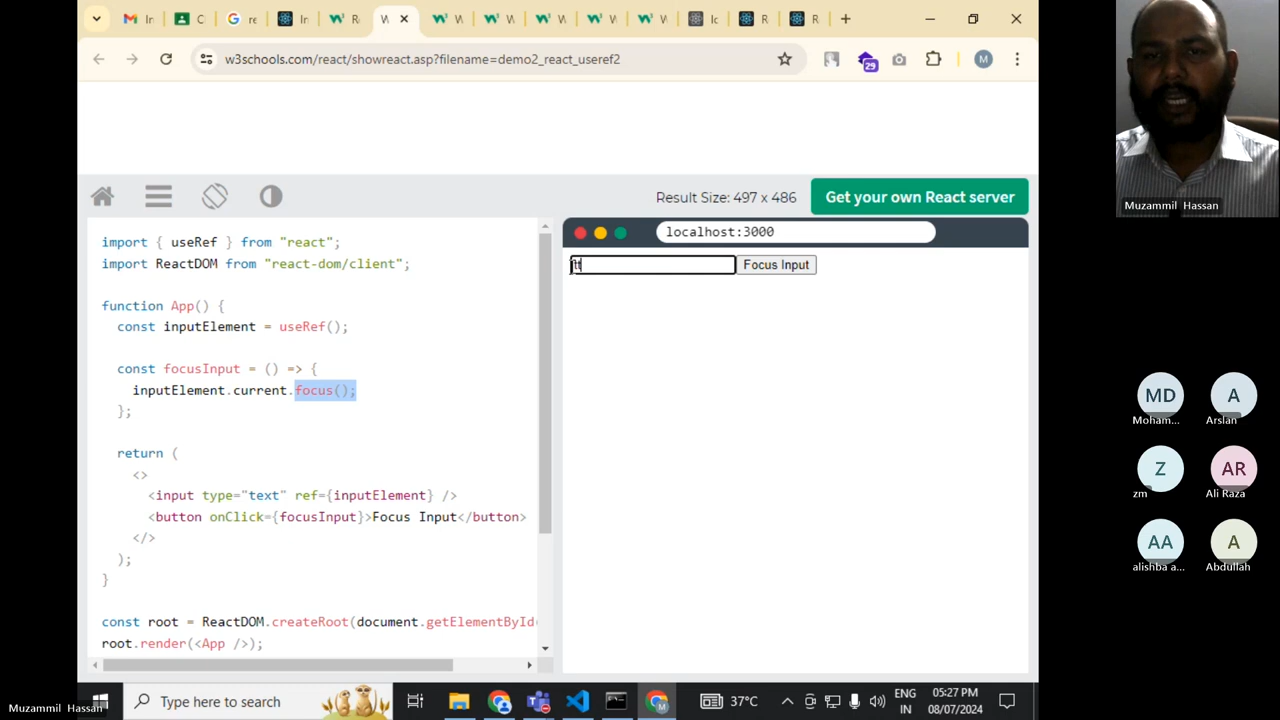 w3schools.com/react/showreact.asp?filename=demo2_react_useref2
29
M
Result Size: 497 x 486
Get your own React server
import { useRef } from "react";
import ReactDOM from "react-dom/client";
function App() {
const inputElement = useRef();
const focusInput = () => {
inputElement.current.focus();
};
return (
<>
<input type="text" ref={inputElement} />
<button onClick={focusInput}>Focus Input</button>
</>
);
}
const root = ReactDOM.createRoot(document.getElementById(
root.render(<App />);
localhost:3000
Focus Input
Muzammil Hassan
MD
Moham...
A
Arslan
Z
zm
AR
Ali Raza
AA
alishba a...
A
Abdullah
Muzammil Hassan
Type here to search
37°C
ENG
IN
05:27 PM
08/07/2024